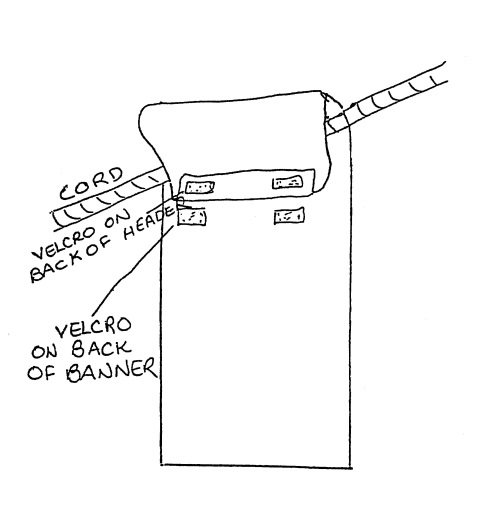 CORD
VELCRO ON
BACK OF HEADE
VELCRO
ON BACK
OF BANNER